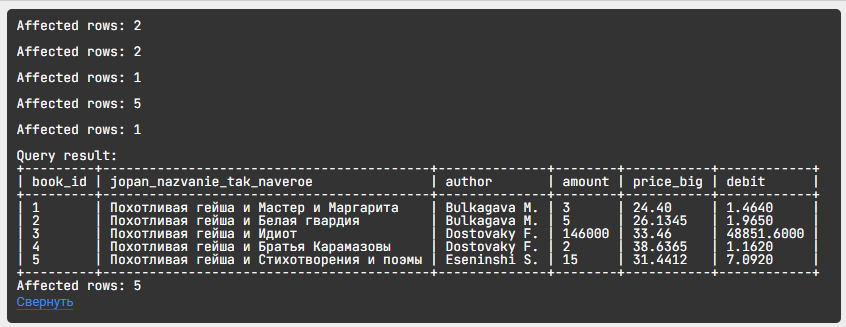 Affected rows: 2
Affected rows: 2
Affected rows: 1
Affected rows: 5
Affected rows: 1
Query result:
+---------+-----------------------------------------+--------------+--------+-----------+------------+
| book_id | jopan_nazvanie_tak_naveroe | author | amount | price_big | debit |
+---------+-----------------------------------------+--------------+--------+-----------+------------+
| 1 | Похотливая гейша и Мастер и Маргарита | Bulkagava M. | 3 | 24.40 | 1.4640 |
| 2 | Похотливая гейша и Белая гвардия | Bulkagava M. | 5 | 26.1345 | 1.9650 |
| 3 | Похотливая гейша и Идиот | Dostovaky F. | 146000 | 33.46 | 48851.6000 |
| 4 | Похотливая гейша и Братья Карамазовы | Dostovaky F. | 2 | 38.6365 | 1.1620 |
| 5 | Похотливая гейша и Стихотворения и поэмы | Eseninshi S. | 15 | 31.4412 | 7.0920 |
+---------+-----------------------------------------+--------------+--------+-----------+------------+
Affected rows: 5
Свернуть